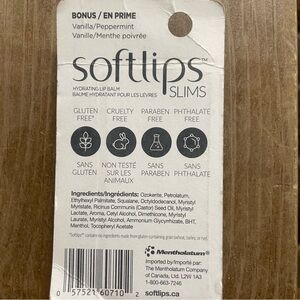 BONUS / EN PRIME
Vanilla/Peppermint
Vanille/Menthe poivrée
softlips™
SLIMS
HYDRATING LIP BALM
BAUME HYDRATANT POUR LES LÈVRES
GLUTEN FREE* CRUELTY FREE PARABEN FREE PHTHALATE FREE
SANS GLUTEN NON TESTÉ SUR LES ANIMAUX SANS PARABEN SANS PHTHALATE
Ingredients/Ingrédients: Ozokerite, Petrolatum,
Ethylhexyl Palmitate, Squalane, Octyldodecanol, Myristyl
Myristate, Ricinus Communis (Castor) Seed Oil, Myristyl
Lactate, Aroma, Cetyl Alcohol, Dimethicone, Myristyl
Laurate, Myristyl Alcohol, Ammonium Glycyrrhizate, BHT,
Menthol, Tocopheryl Acetate
Mentholatum®
Imported by/Importé par:
The Mentholatum Company
of Canada, Ltd. L2W 1A3
1-800-663-7246
softlips.ca
0 57521 60710 2